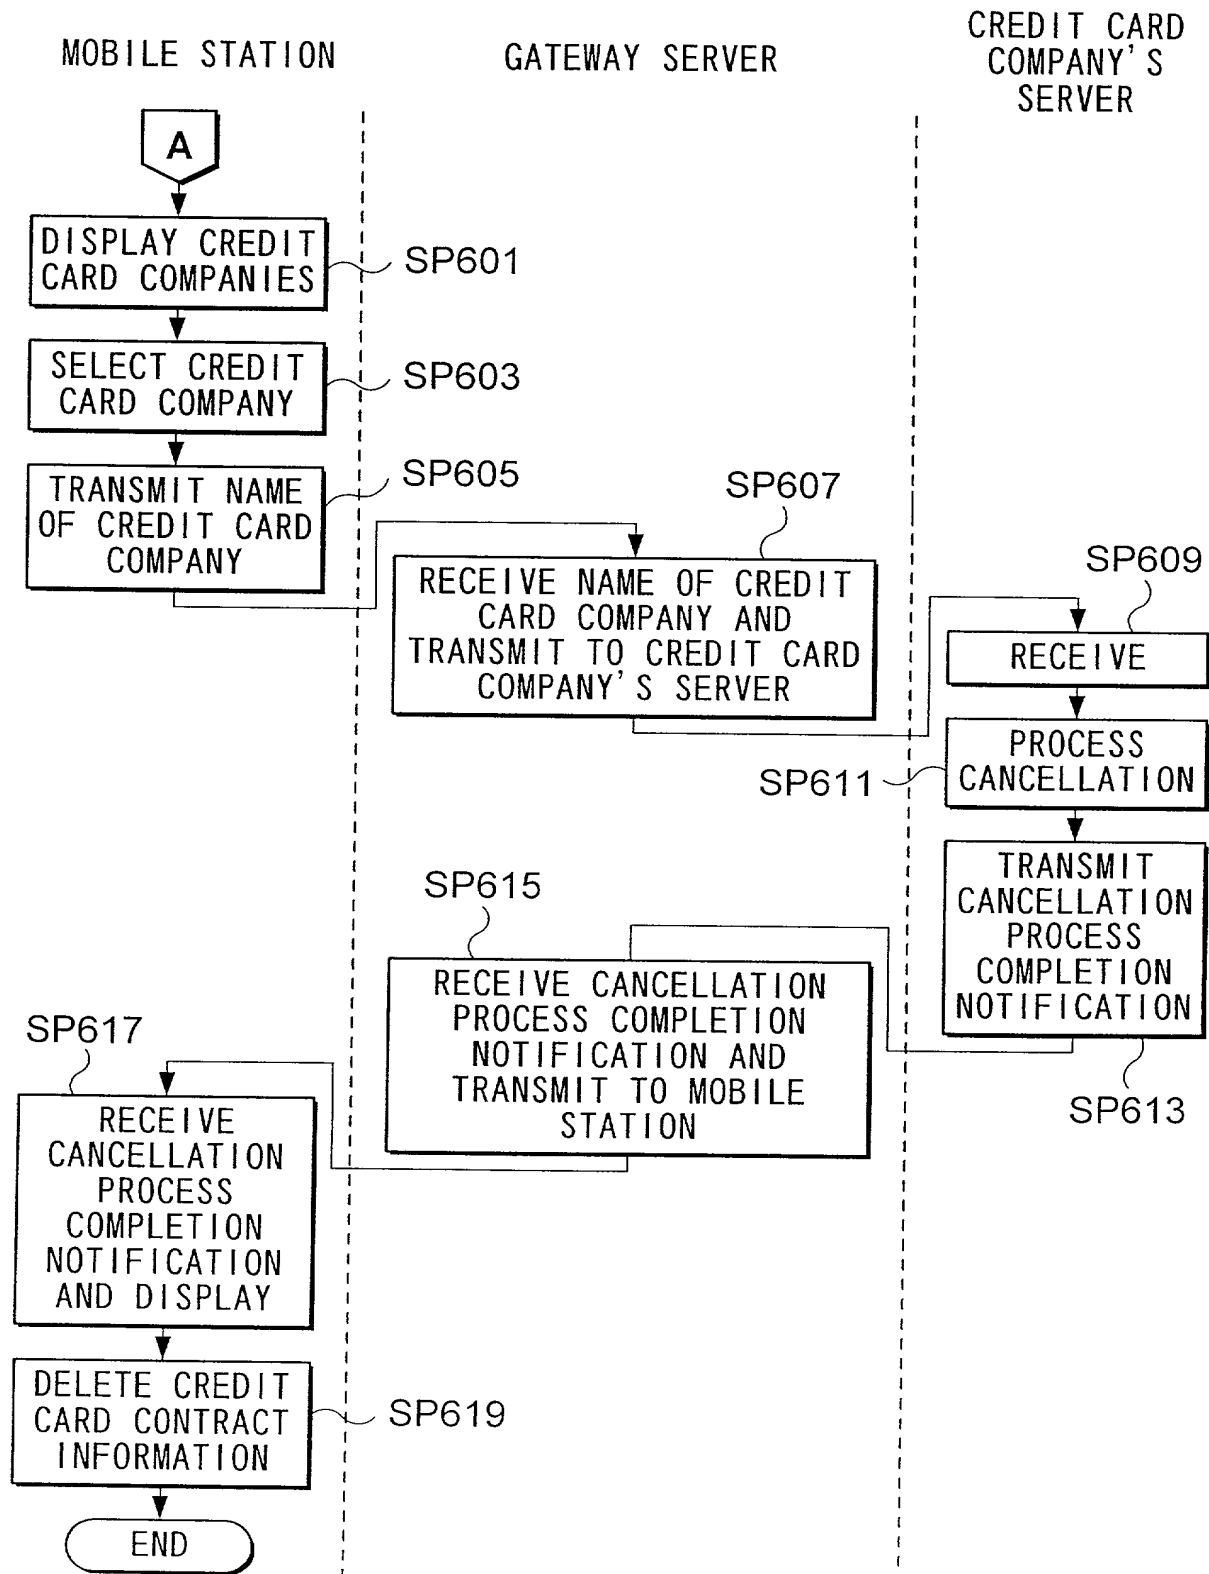 MOBILE STATION
GATEWAY SERVER
CREDIT CARD
COMPANY'S
SERVER
A
DISPLAY CREDIT
CARD COMPANIES
SP601
SELECT CREDIT
CARD COMPANY
SP603
TRANSMIT NAME
OF CREDIT CARD
COMPANY
SP605
SP607
RECEIVE NAME OF CREDIT
CARD COMPANY AND
TRANSMIT TO CREDIT CARD
COMPANY'S SERVER
SP609
RECEIVE
PROCESS
CANCELLATION
SP611
TRANSMIT
CANCELLATION
PROCESS
COMPLETION
NOTIFICATION
SP613
SP615
RECEIVE CANCELLATION
PROCESS COMPLETION
NOTIFICATION AND
TRANSMIT TO MOBILE
STATION
SP617
RECEIVE
CANCELLATION
PROCESS
COMPLETION
NOTIFICATION
AND DISPLAY
DELETE CREDIT
CARD CONTRACT
INFORMATION
SP619
END